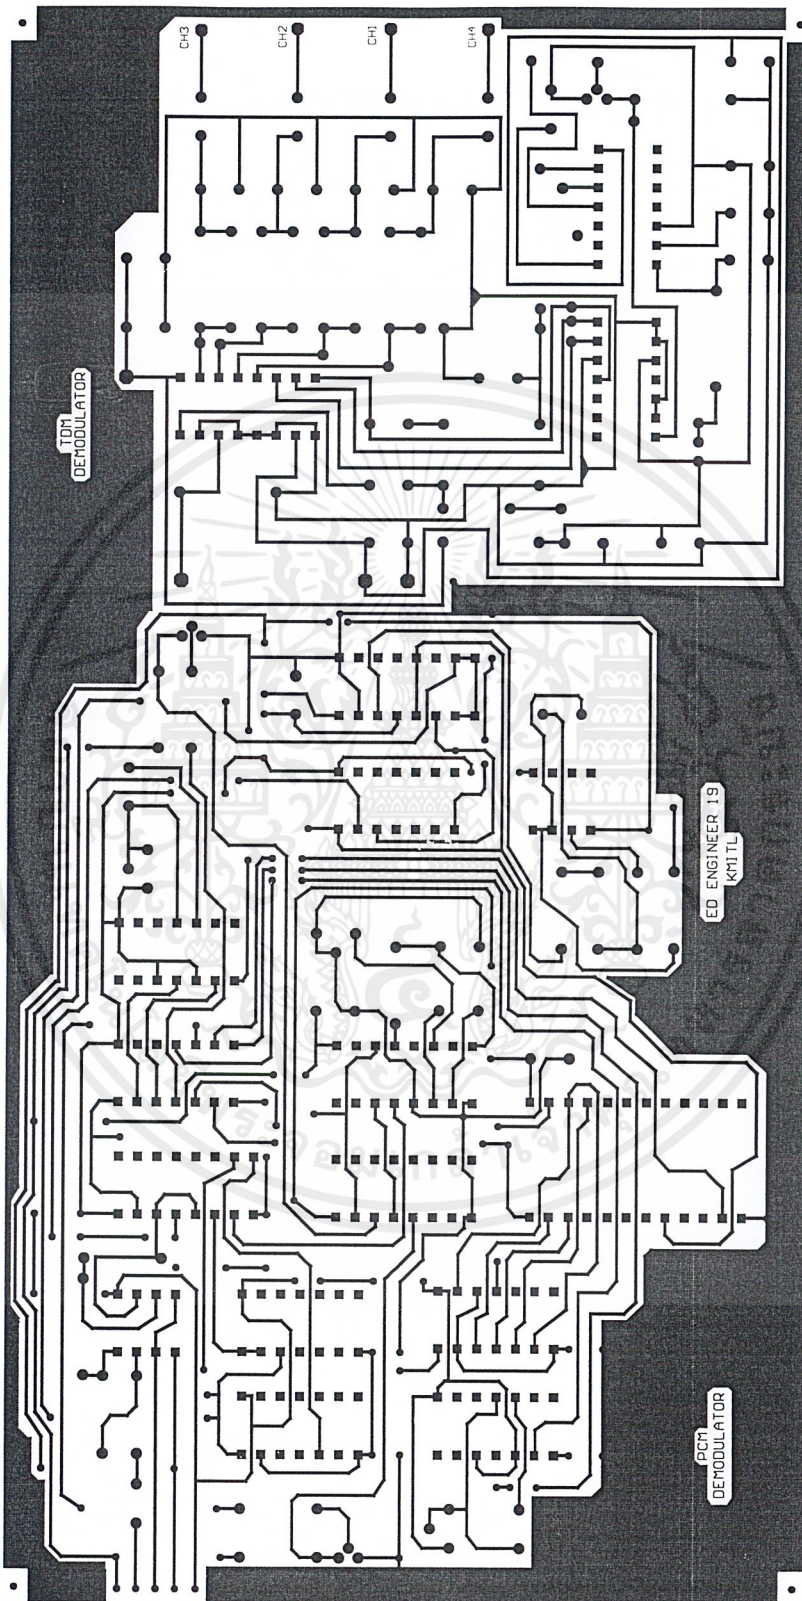 CH3
CH2
CH1
CH4
TDM
DEMODULATOR
ED ENGINEER 19
KMITL
PCM
DEMODULATOR